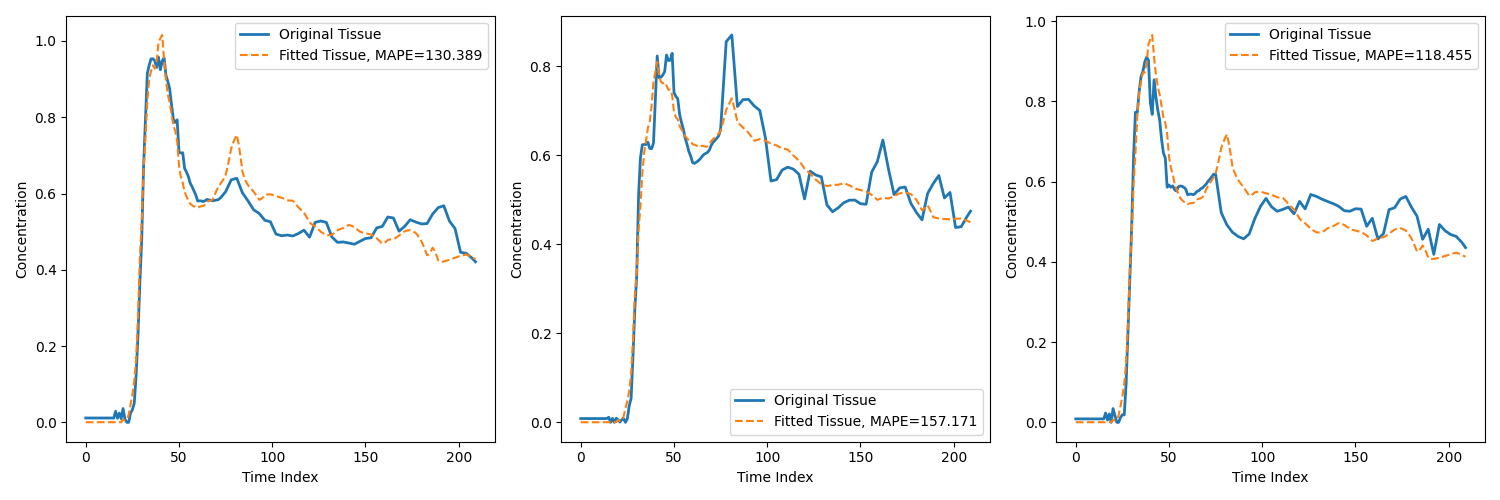 Original Tissue
Fitted Tissue, MAPE=130.389
Concentration
1.0
0.8
0.6
0.4
0.2
0.0
0 50 100 150 200
Time Index
Original Tissue
Fitted Tissue, MAPE=157.171
Concentration
0.8
0.6
0.4
0.2
0.0
0 50 100 150 200
Time Index
Original Tissue
Fitted Tissue, MAPE=118.455
Concentration
1.0
0.8
0.6
0.4
0.2
0.0
0 50 100 150 200
Time Index